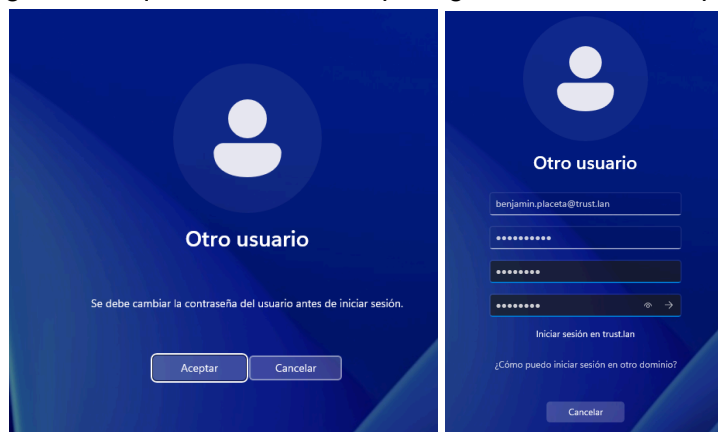 Otro usuario
Se debe cambiar la contraseña del usuario antes de iniciar sesión.
Aceptar
Cancelar
Otro usuario
benjamin.placeta@trust.lan
●●●●●●●●●●
●●●●●●●●
●●●●●●●●
Iniciar sesión en trust.lan
¿Cómo puedo iniciar sesión en otro dominio?
Cancelar